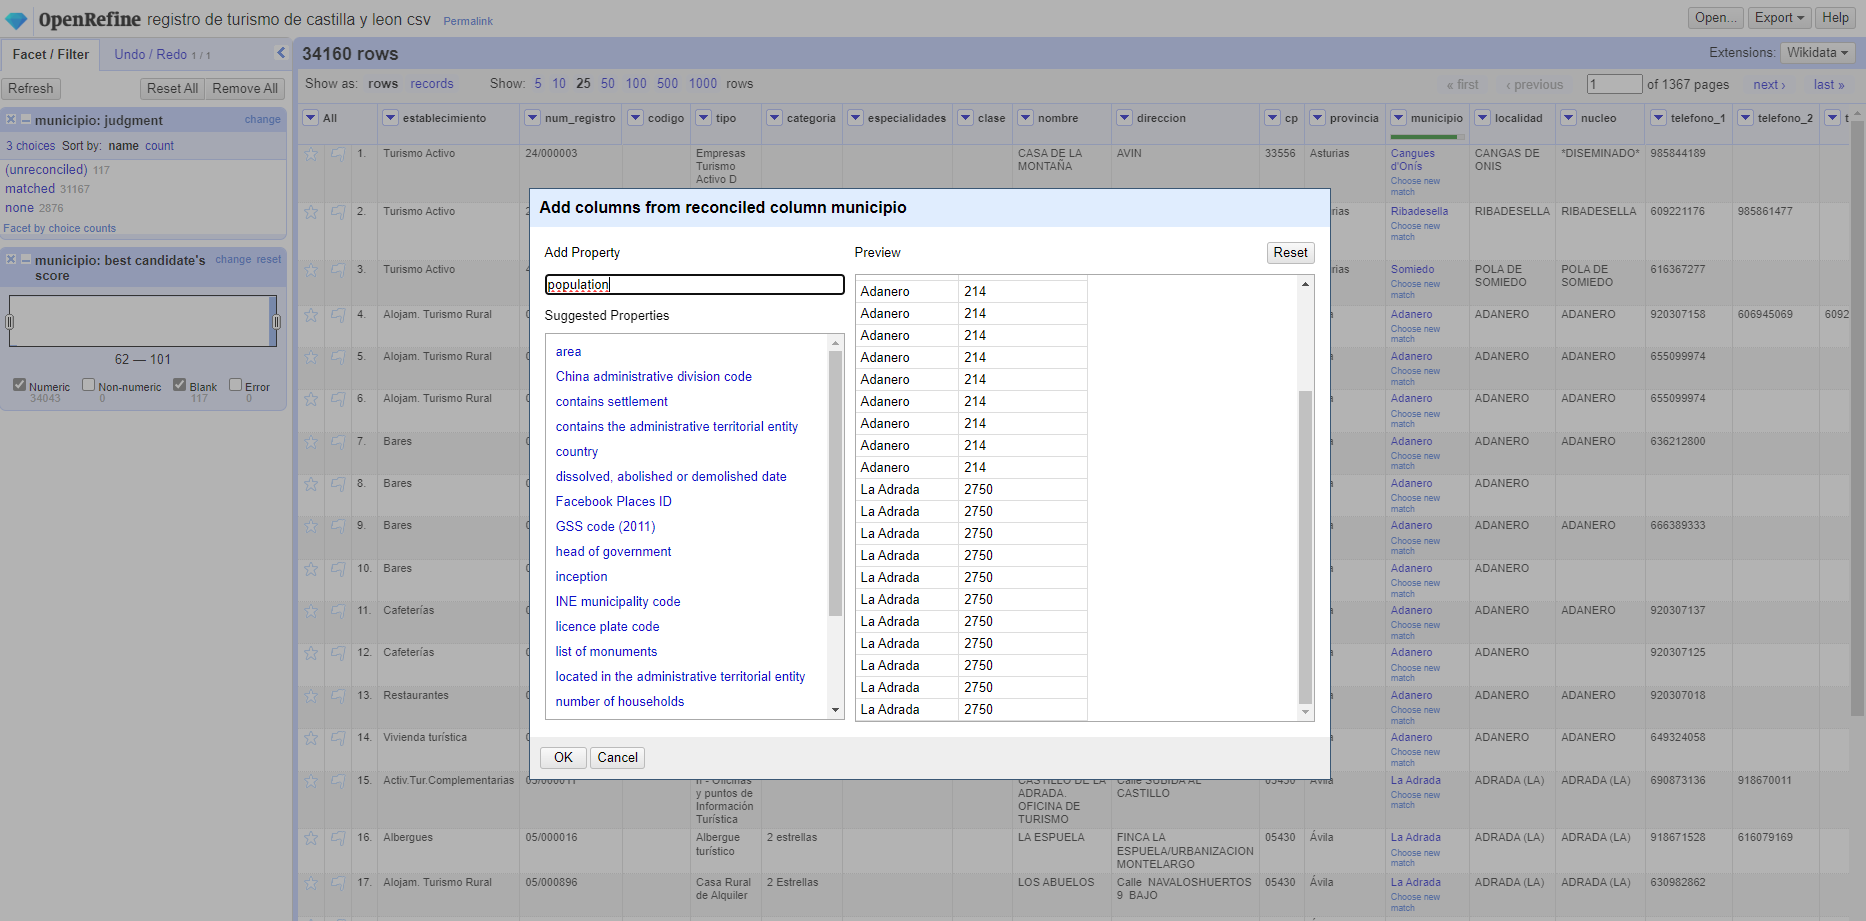 OpenRefine registro de turismo de castilla y leon csv Permalink
Open... Export Help
Facet / Filter Undo / Redo 1 / 1
34160 rows
Extensions: Wikidata
Refresh Reset All Remove All
Show as: rows records Show: 5 10 25 50 100 500 1000 rows
« first ‹ previous 1 of 1367 pages next › last »
municipio: judgment change
3 choices Sort by: name count
(unreconciled) 117
matched 31167
none 2876
Facet by choice counts
municipio: best candidate's score change reset
62 — 101
Numeric 34043
Non-numeric 0
Blank 117
Error 0
All establecimiento num_registro codigo tipo categoria especialidades clase nombre direccion cp provincia municipio localidad nucleo telefono_1 telefono_2 t
1. Turismo Activo 24/000003 Empresas Turismo Activo D CASA DE LA MONTAÑA AVIN 33556 Asturias Cangues d'Onís Choose new match CANGAS DE ONIS *DISEMINADO* 985844189
2. Turismo Activo rias Ribadesella Choose new match RIBADESELLA RIBADESELLA 609221176 985861477
3. Turismo Activo rias Somiedo Choose new match POLA DE SOMIEDO POLA DE SOMIEDO 616367277
4. Alojam. Turismo Rural Adanero Choose new match ADANERO ADANERO 920307158 606945069 6092
5. Alojam. Turismo Rural Adanero Choose new match ADANERO ADANERO 655099974
6. Alojam. Turismo Rural Adanero Choose new match ADANERO ADANERO 655099974
7. Bares Adanero Choose new match ADANERO ADANERO 636212800
8. Bares Adanero Choose new match ADANERO
9. Bares Adanero Choose new match ADANERO ADANERO 666389333
10. Bares Adanero Choose new match ADANERO
11. Cafeterías Adanero Choose new match ADANERO ADANERO 920307137
12. Cafeterías Adanero Choose new match ADANERO 920307125
13. Restaurantes Adanero Choose new match ADANERO ADANERO 920307018
14. Vivienda turística Adanero Choose new match ADANERO ADANERO 649324058
15. Activ.Tur.Complementarias 05/000011 y puntos de Información Turística CASTILLO DE LA ADRADA. OFICINA DE TURISMO Calle SUBIDA AL CASTILLO 05430 Ávila La Adrada Choose new match ADRADA (LA) ADRADA (LA) 690873136 918670011
16. Albergues 05/000016 Albergue turístico 2 estrellas LA ESPUELA FINCA LA ESPUELA/URBANIZACION MONTELARGO 05430 Ávila La Adrada Choose new match ADRADA (LA) ADRADA (LA) 918671528 616079169
17. Alojam. Turismo Rural 05/000896 Casa Rural de Alquiler 2 Estrellas LOS ABUELOS Calle NAVALOSHUERTOS 9 BAJO 05430 Ávila La Adrada Choose new match ADRADA (LA) ADRADA (LA) 630982862
Add columns from reconciled column municipio
Add Property
population
Suggested Properties
area
China administrative division code
contains settlement
contains the administrative territorial entity
country
dissolved, abolished or demolished date
Facebook Places ID
GSS code (2011)
head of government
inception
INE municipality code
licence plate code
list of monuments
located in the administrative territorial entity
number of households
Preview Reset
Adanero 214
Adanero 214
Adanero 214
Adanero 214
Adanero 214
Adanero 214
Adanero 214
Adanero 214
Adanero 214
La Adrada 2750
La Adrada 2750
La Adrada 2750
La Adrada 2750
La Adrada 2750
La Adrada 2750
La Adrada 2750
La Adrada 2750
La Adrada 2750
La Adrada 2750
La Adrada 2750
OK Cancel